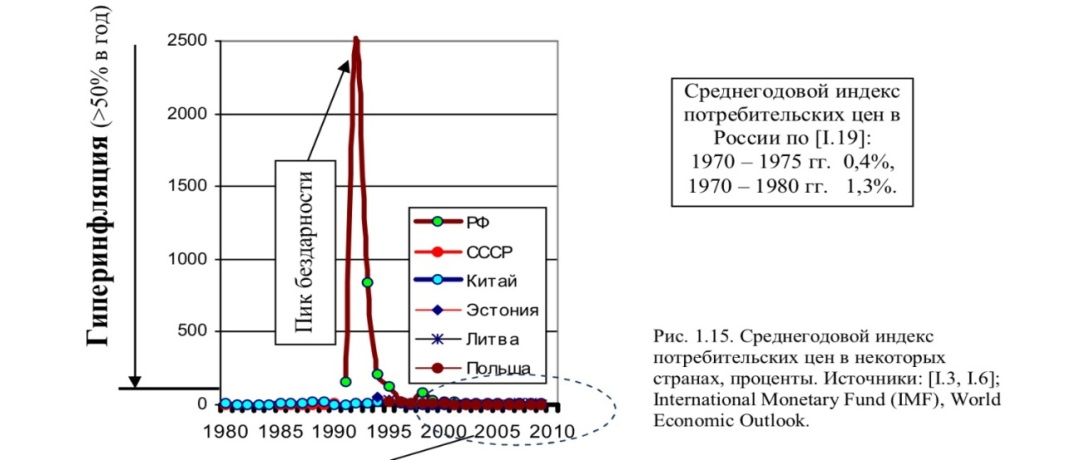 Гиперинфляция (>50% в год)
2500
2000
1500
1000
500
0
1980 1985 1990 1995 2000 2005 2010
Пик бездарности
РФ
СССР
Китай
Эстония
Литва
Польша
Среднегодовой индекс
потребительских цен в
России по [I.19]:
1970 – 1975 гг. 0,4%,
1970 – 1980 гг. 1,3%.
Рис. 1.15. Среднегодовой индекс
потребительских цен в некоторых
странах, проценты. Источники: [I.3, I.6];
International Monetary Fund (IMF), World
Economic Outlook.